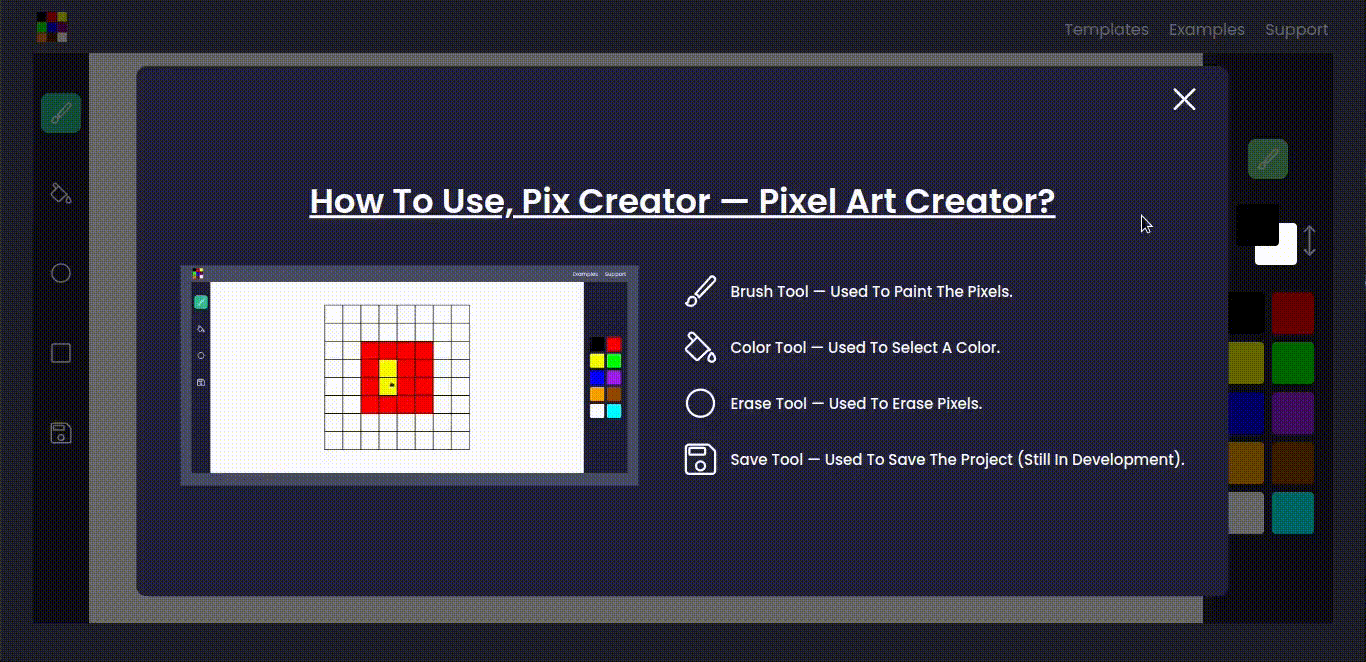 Templates Examples Support
How To Use, Pix Creator — Pixel Art Creator?
Examples Support
Brush Tool — Used To Paint The Pixels.
Color Tool — Used To Select A Color.
Erase Tool — Used To Erase Pixels.
Save Tool — Used To Save The Project (Still In Development).